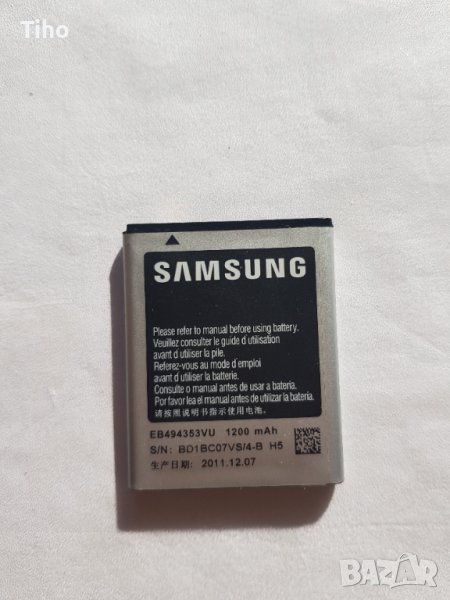 Tiho
SAMSUNG
Please refer to manual before using battery.
Veuillez consulter le guide d utilisation
avant d utiliser la pile.
Referez-vous au mode d emploi
avant d utiliser la batterie.
Consulte o manual antes de usar a bateria.
Por favor lea el manual antes de utilizar la batería.
请按照说明书指示使用电池。
EB494353VU 1200 mAh
S/N: BD1BC07VS/4-B H5
生产日期: 2011.12.07
BAZAR